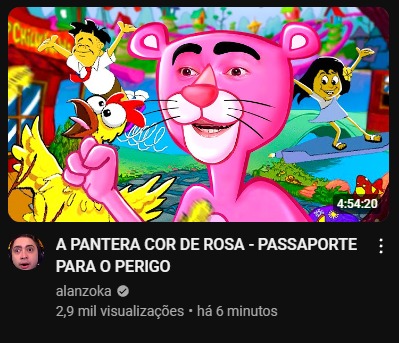 4:54:20
A PANTERA COR DE ROSA - PASSAPORTE
PARA O PERIGO
alanzoka
2,9 mil visualizações • há 6 minutos